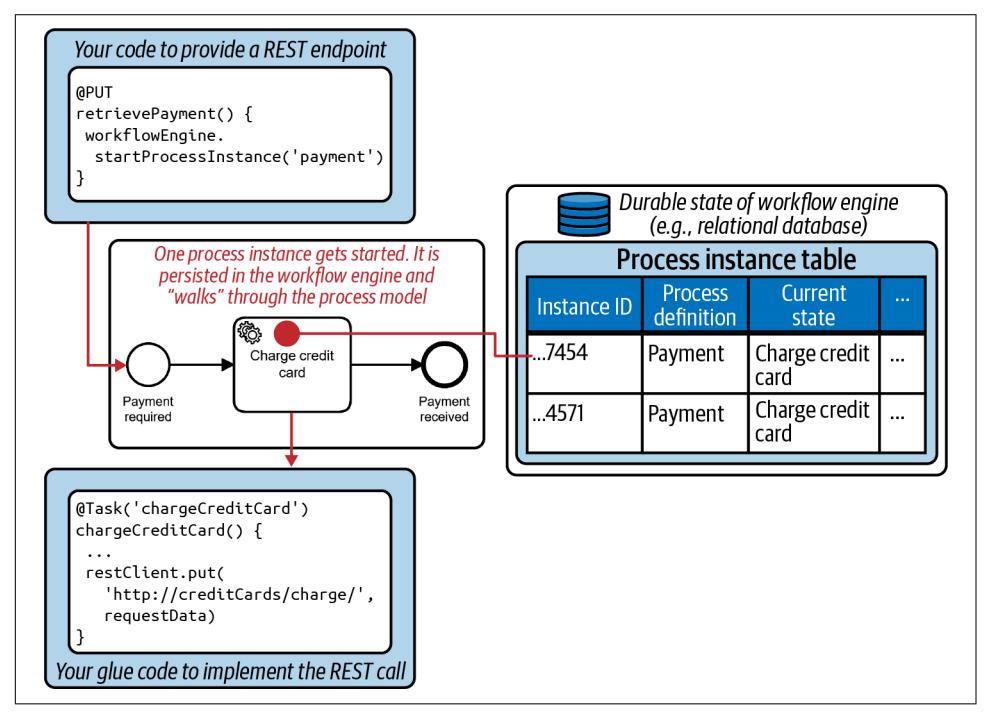 Your code to provide a REST endpoint
@PUT
retrievePayment() {
workflowEngine.
startProcessInstance('payment')
}
One process instance gets started. It is
persisted in the workflow engine and
“walks” through the process model
Charge credit
card
Payment
required
Payment
received
Durable state of workflow engine
(e.g., relational database)
Process instance table
Instance ID Process definition Current state ...
...7454 Payment Charge credit card ...
...4571 Payment Charge credit card ...
@Task('chargeCreditCard')
chargeCreditCard() {
...
restClient.put(
'http://creditCards/charge/',
requestData)
}
Your glue code to implement the REST call